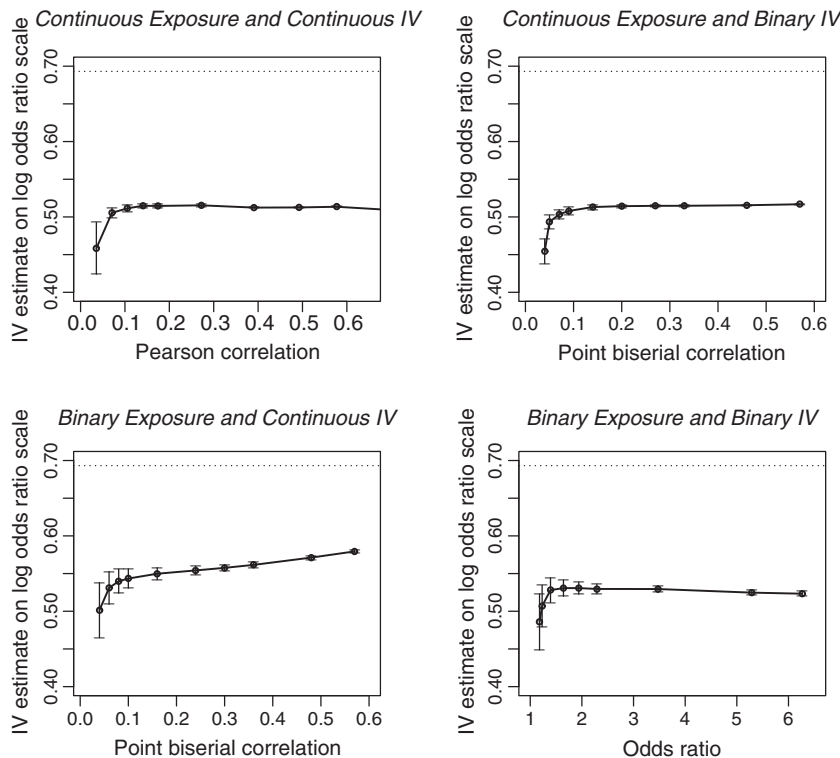 Continuous Exposure and Continuous IV
IV estimate on log odds ratio scale
0.70
0.60
0.50
0.40
0.0 0.1 0.2 0.3 0.4 0.5 0.6
Pearson correlation
Continuous Exposure and Binary IV
IV estimate on log odds ratio scale
0.70
0.60
0.50
0.40
0.0 0.1 0.2 0.3 0.4 0.5 0.6
Point biserial correlation
Binary Exposure and Continuous IV
IV estimate on log odds ratio scale
0.70
0.60
0.50
0.40
0.0 0.1 0.2 0.3 0.4 0.5 0.6
Point biserial correlation
Binary Exposure and Binary IV
IV estimate on log odds ratio scale
0.70
0.60
0.50
0.40
1 2 3 4 5 6
Odds ratio